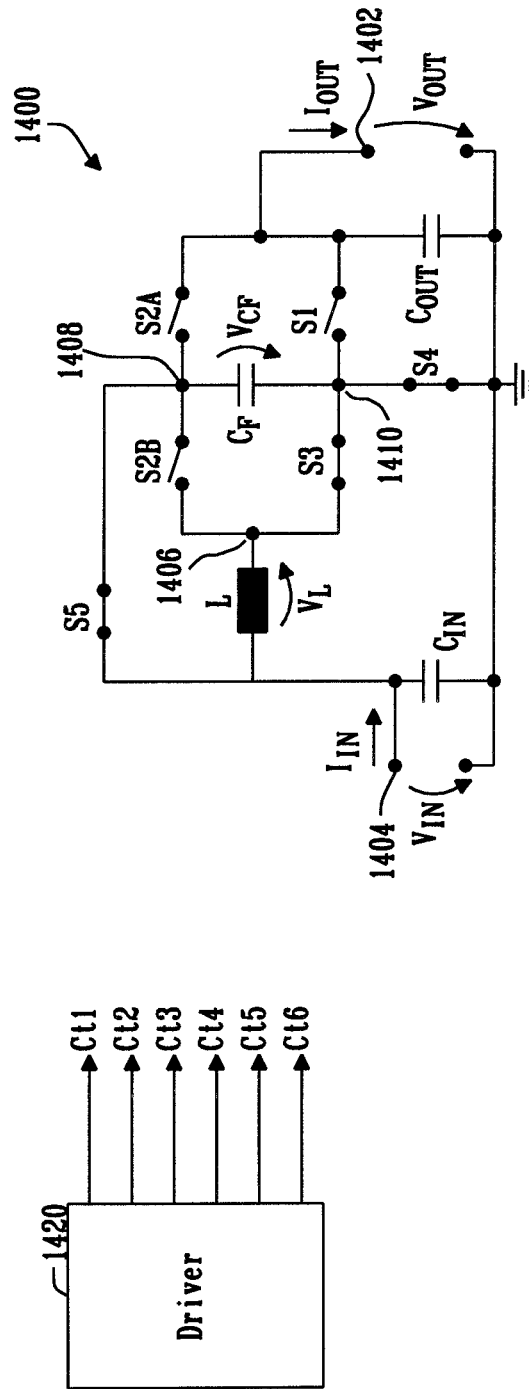 1400
1420
Driver
Ct1
Ct2
Ct3
Ct4
Ct5
Ct6
S5
1408
S2B
S2A
CF
VCF
L
VL
1406
S3
S1
1410
S4
COUT
IOUT
1402
VOUT
IIN
1404
VIN
CIN